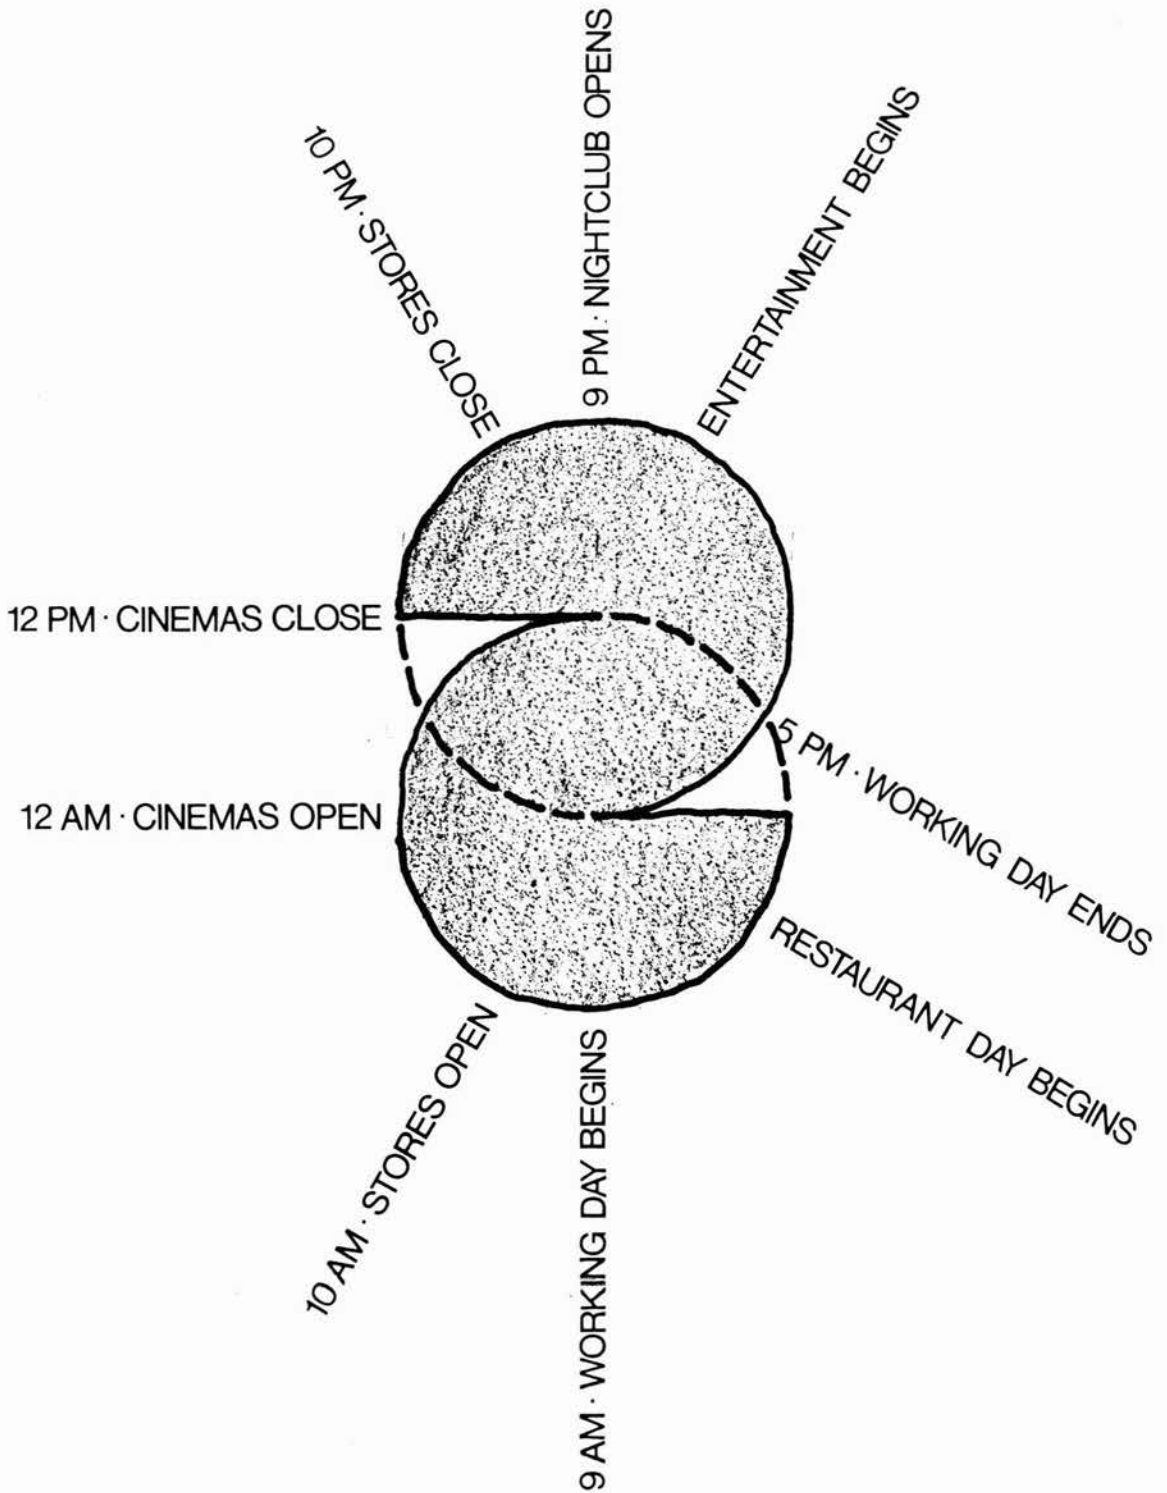 9 PM · NIGHTCLUB OPENS
ENTERTAINMENT BEGINS
10 PM · STORES CLOSE
12 PM · CINEMAS CLOSE
5 PM · WORKING DAY ENDS
12 AM · CINEMAS OPEN
RESTAURANT DAY BEGINS
10 AM · STORES OPEN
9 AM · WORKING DAY BEGINS